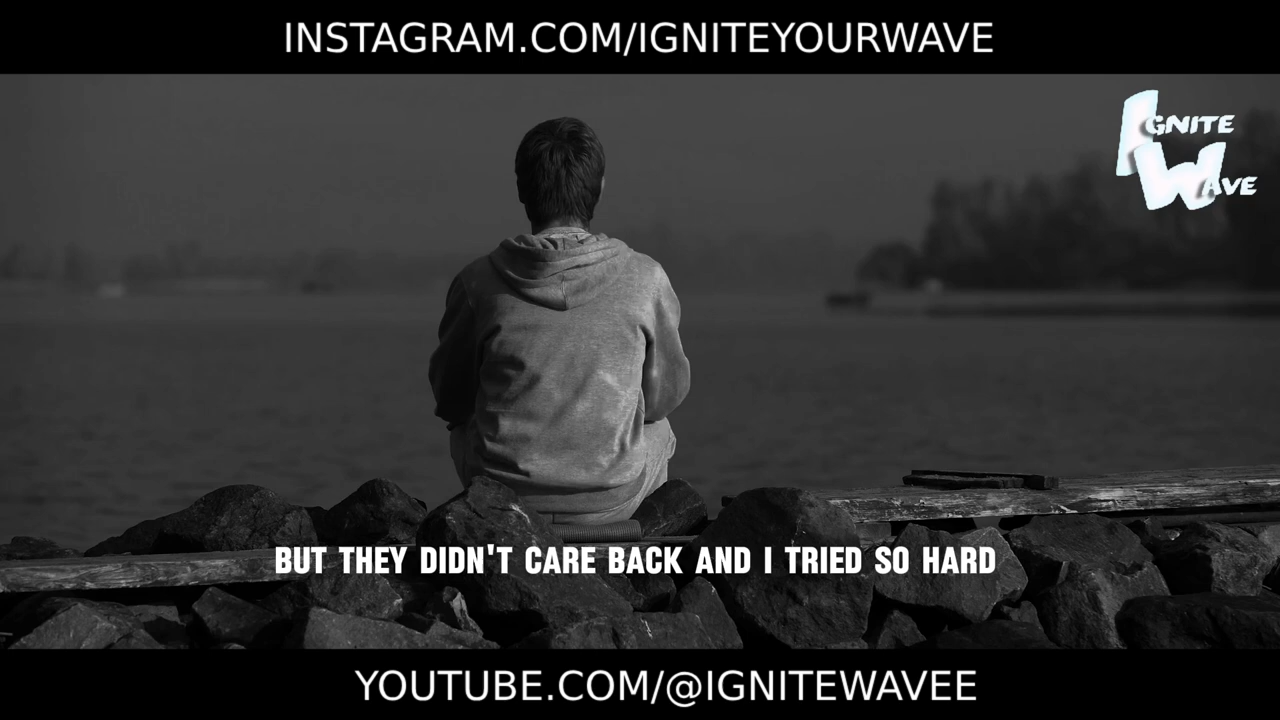 INSTAGRAM.COM/IGNITEYOURWAVE
IGNITE
WAVE
BUT THEY DIDN'T CARE BACK AND I TRIED SO HARD
YOUTUBE.COM/@IGNITEWAVEE